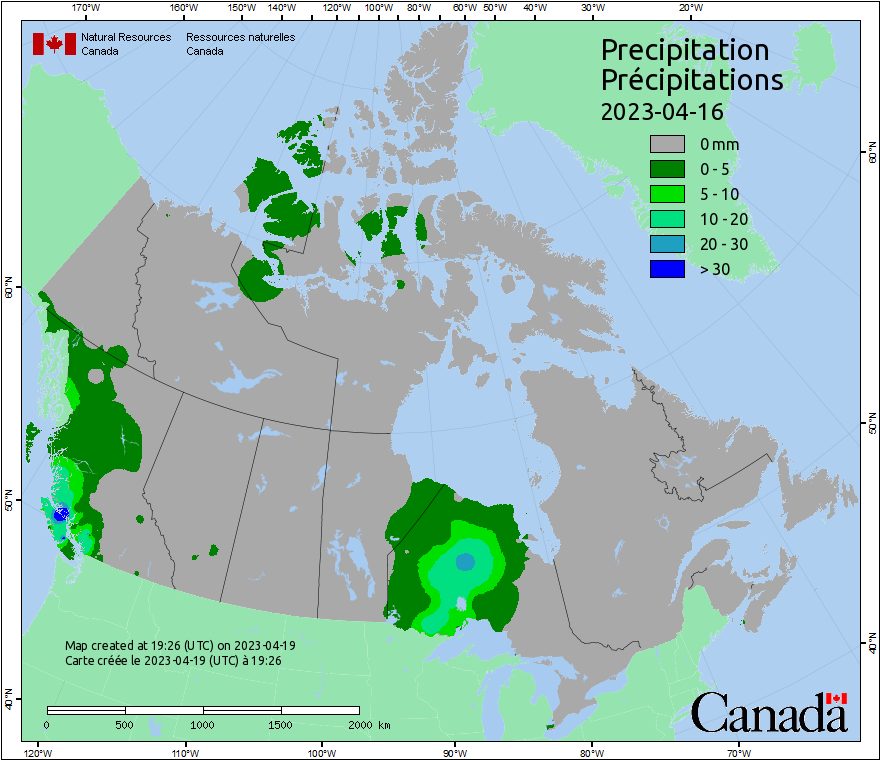 170°W 160°W 150°W 140°W 130°W 120°W 110°W 100°W 90°W 80°W 60°W 50°W 40°W 30°W 20°W
Natural Resources Ressources naturelles
Canada Canada
Precipitation
Précipitations
2023-04-16
0 mm
0 - 5
5 - 10
10 - 20
20 - 30
> 30
60°N
60°N
50°N
50°N
40°N
40°N
Map created at 19:26 (UTC) on 2023-04-19
Carte créée le 2023-04-19 (UTC) à 19:26
0 500 1000 1500 2000 km
Canada
120°W 110°W 100°W 90°W 80°W 70°W